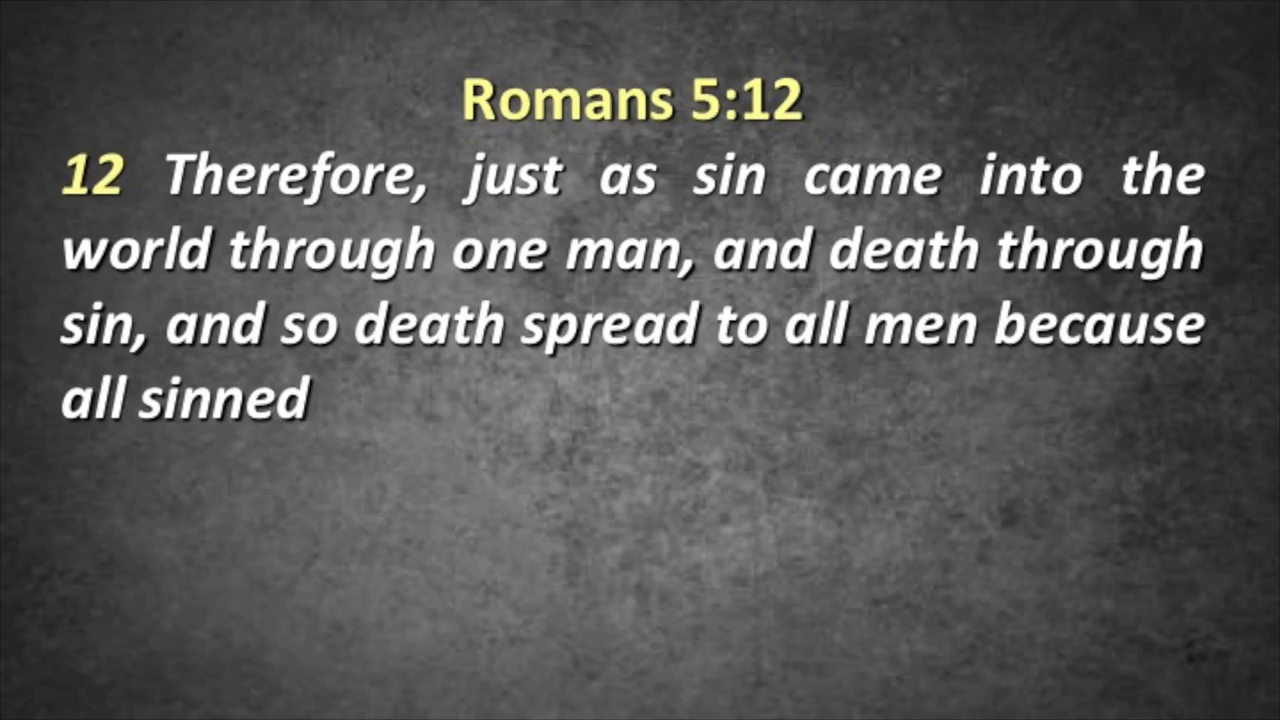 Romans 5:12
12 Therefore, just as sin came into the
world through one man, and death through
sin, and so death spread to all men because
all sinned